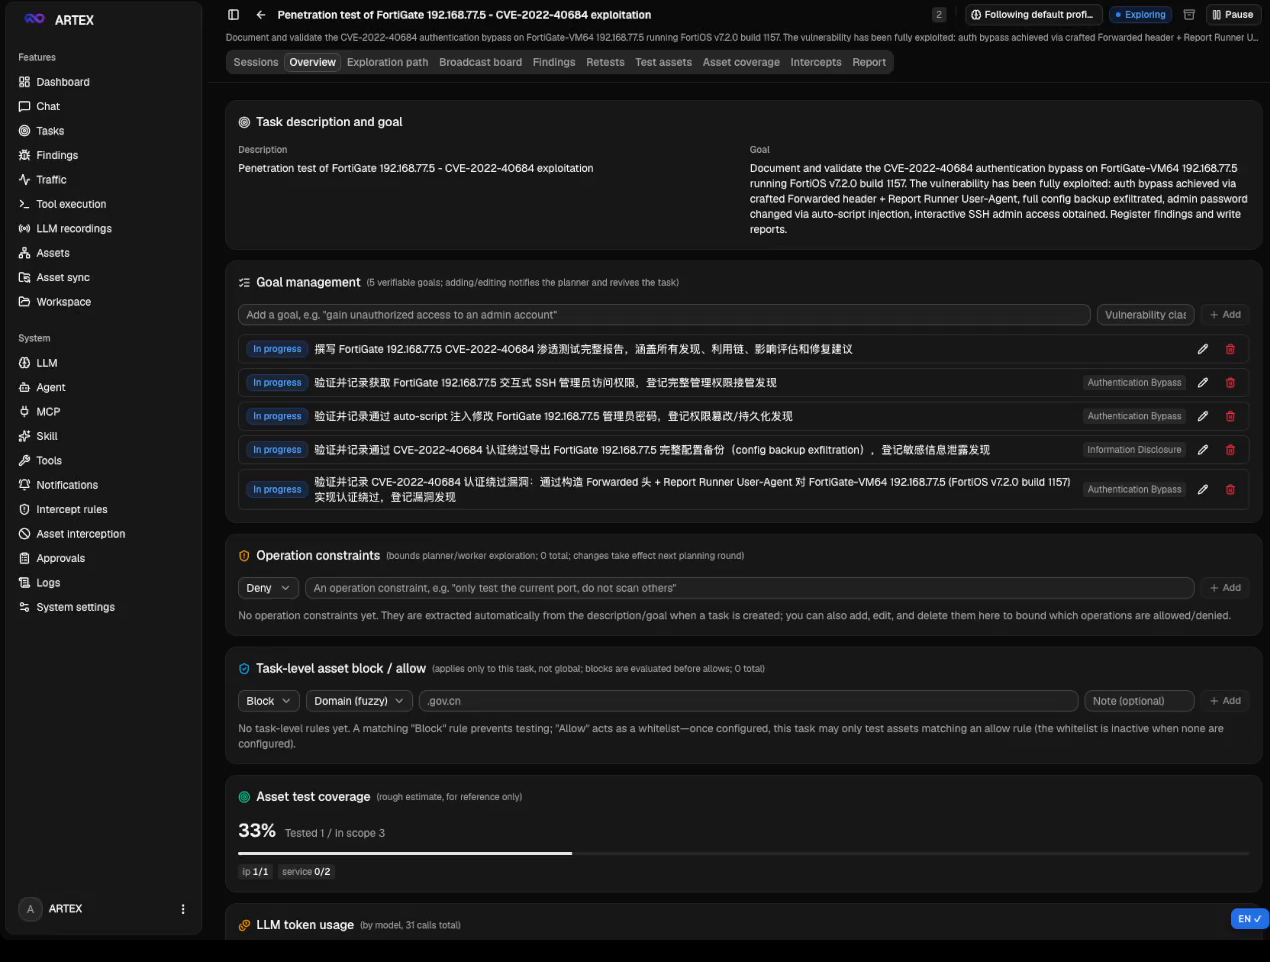 ARTEX
Features
Dashboard
Chat
Tasks
Findings
Traffic
Tool execution
LLM recordings
Assets
Asset sync
Workspace
System
LLM
Agent
MCP
Skill
Tools
Notifications
Intercept rules
Asset interception
Approvals
Logs
System settings
A ARTEX
Penetration test of FortiGate 192.168.77.5 - CVE-2022-40684 exploitation
2
Following default profi...
Exploring
Pause
Document and validate the CVE-2022-40684 authentication bypass on FortiGate-VM64 192.168.77.5 running FortiOS v7.2.0 build 1157. The vulnerability has been fully exploited: auth bypass achieved via crafted Forwarded header + Report Runner U...
Sessions Overview Exploration path Broadcast board Findings Retests Test assets Asset coverage Intercepts Report
Task description and goal
Description
Penetration test of FortiGate 192.168.77.5 - CVE-2022-40684 exploitation
Goal
Document and validate the CVE-2022-40684 authentication bypass on FortiGate-VM64 192.168.77.5
running FortiOS v7.2.0 build 1157. The vulnerability has been fully exploited: auth bypass achieved via
crafted Forwarded header + Report Runner User-Agent, full config backup exfiltrated, admin password
changed via auto-script injection, interactive SSH admin access obtained. Register findings and write
reports.
Goal management (5 verifiable goals; adding/editing notifies the planner and revives the task)
Add a goal, e.g. "gain unauthorized access to an admin account" Vulnerability clas + Add
In progress 撰写 FortiGate 192.168.77.5 CVE-2022-40684 渗透测试完整报告，涵盖所有发现、利用链、影响评估和修复建议
In progress 验证并记录获取 FortiGate 192.168.77.5 交互式 SSH 管理员访问权限，登记完整管理权限接管发现 Authentication Bypass
In progress 验证并记录通过 auto-script 注入修改 FortiGate 192.168.77.5 管理员密码，登记权限篡改/持久化发现 Authentication Bypass
In progress 验证并记录通过 CVE-2022-40684 认证绕过导出 FortiGate 192.168.77.5 完整配置备份（config backup exfiltration），登记敏感信息泄露发现 Information Disclosure
In progress 验证并记录 CVE-2022-40684 认证绕过漏洞：通过构造 Forwarded 头 + Report Runner User-Agent 对 FortiGate-VM64 192.168.77.5 (FortiOS v7.2.0 build 1157) Authentication Bypass
实现认证绕过，登记漏洞发现
Operation constraints (bounds planner/worker exploration; 0 total; changes take effect next planning round)
Deny An operation constraint, e.g. "only test the current port, do not scan others" + Add
No operation constraints yet. They are extracted automatically from the description/goal when a task is created; you can also add, edit, and delete them here to bound which operations are allowed/denied.
Task-level asset block / allow (applies only to this task, not global; blocks are evaluated before allows; 0 total)
Block Domain (fuzzy) .gov.cn Note (optional) + Add
No task-level rules yet. A matching "Block" rule prevents testing; "Allow" acts as a whitelist—once configured, this task may only test assets matching an allow rule (the whitelist is inactive when none are
configured).
Asset test coverage (rough estimate, for reference only)
33% Tested 1 / in scope 3
ip 1/1 service 0/2
LLM token usage (by model, 31 calls total)
EN ✓